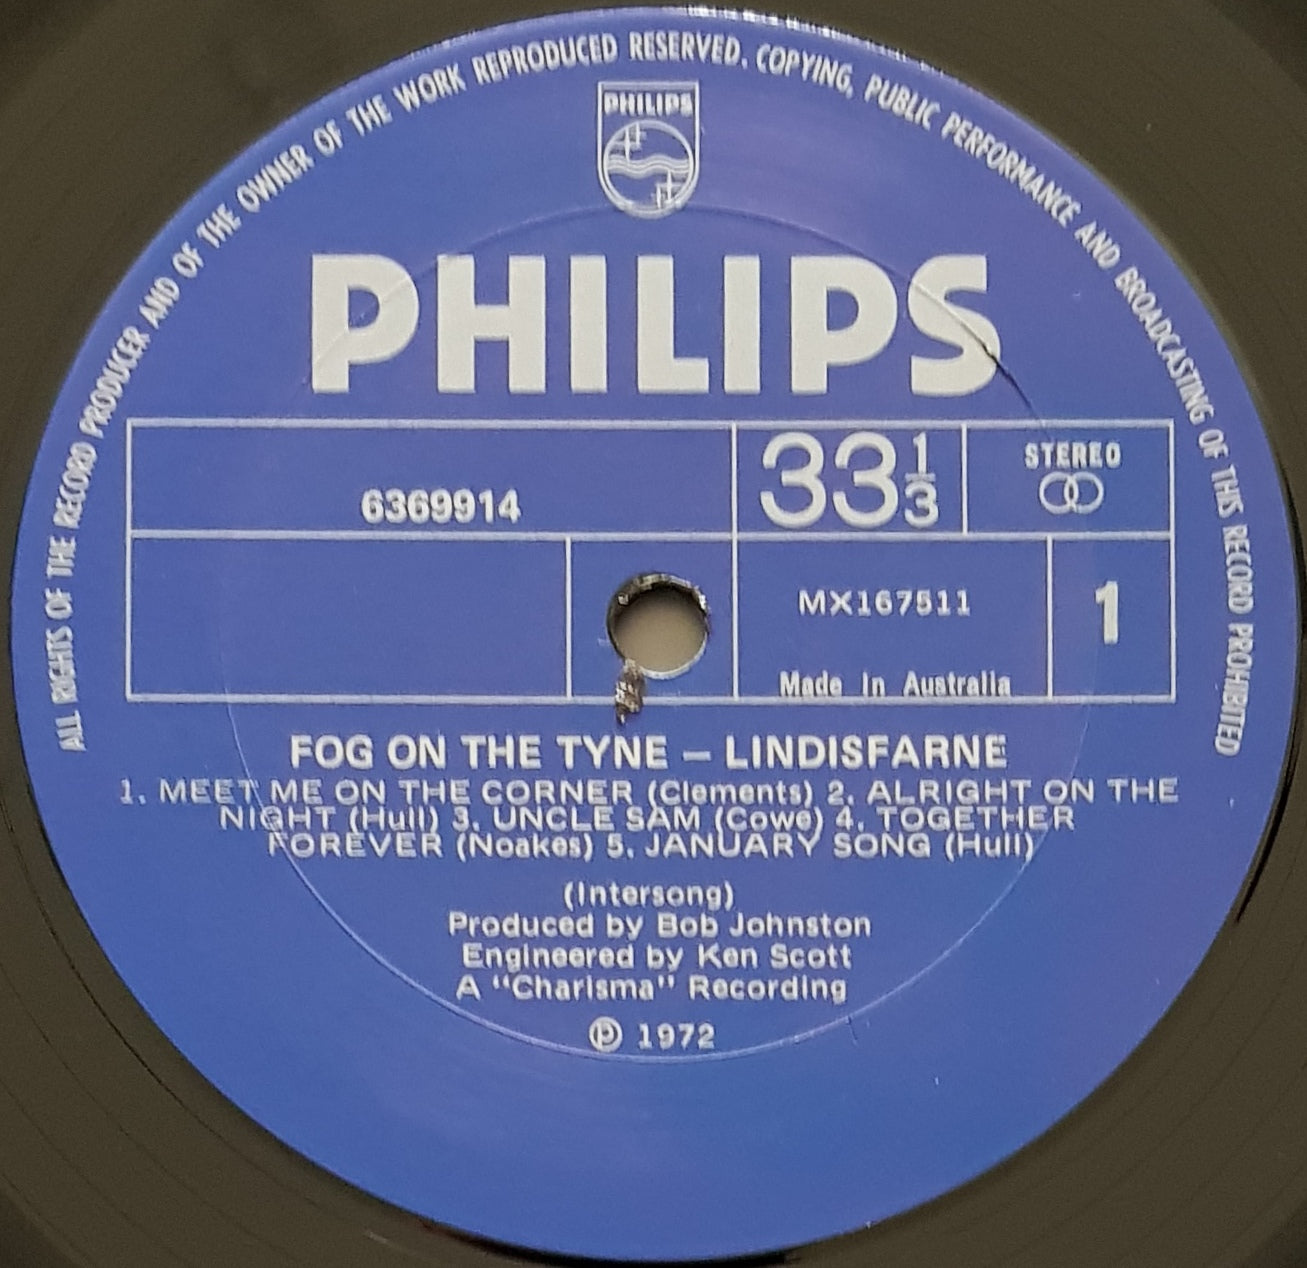 ALL RIGHTS OF THE RECORD PRODUCER AND OF THE OWNER OF THE WORK REPRODUCED RESERVED. COPYING, PUBLIC PERFORMANCE AND BROADCASTING OF THIS RECORD PROHIBITED
PHILIPS
PHILIPS
6369914
33 1/3
STEREO
MX167511
1
Made in Australia
FOG ON THE TYNE – LINDISFARNE
1. MEET ME ON THE CORNER (Clements) 2. ALRIGHT ON THE
NIGHT (Hull) 3. UNCLE SAM (Cowe) 4. TOGETHER
FOREVER (Noakes) 5. JANUARY SONG (Hull)
(Intersong)
Produced by Bob Johnston
Engineered by Ken Scott
A "Charisma" Recording
℗ 1972